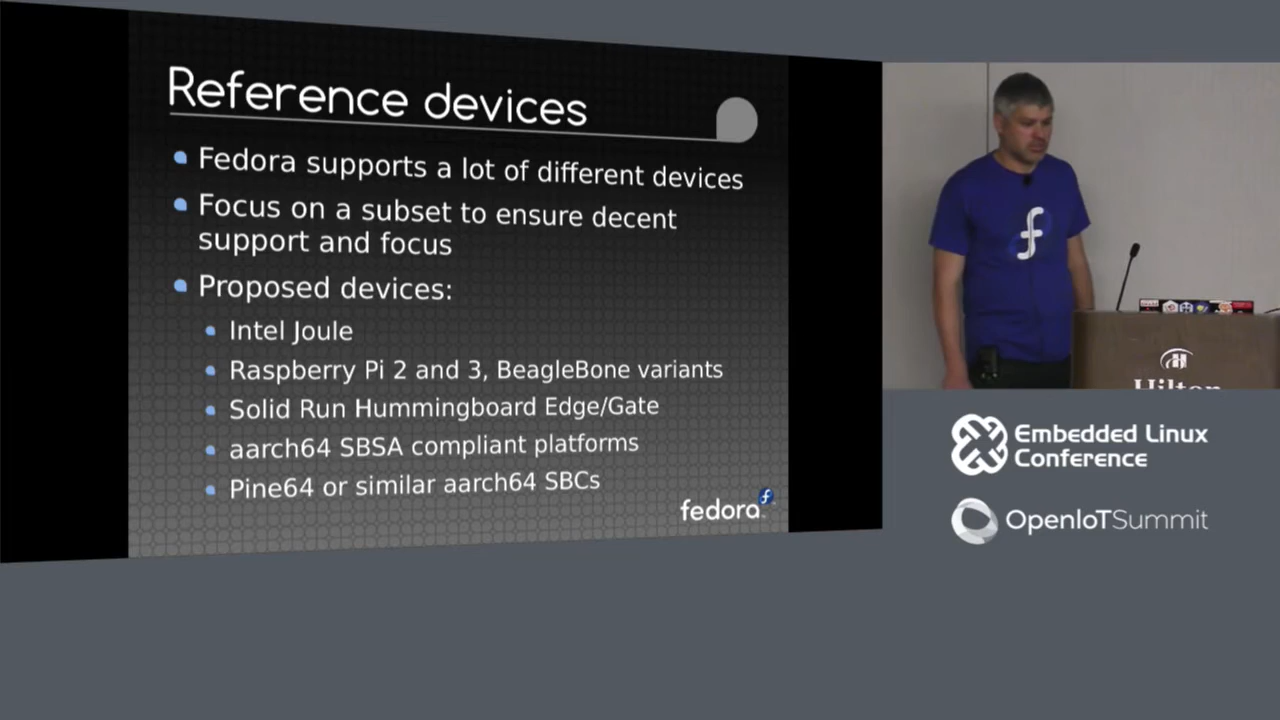 Reference devices
Fedora supports a lot of different devices
Focus on a subset to ensure decent
support and focus
Proposed devices:
Intel Joule
Raspberry Pi 2 and 3, BeagleBone variants
Solid Run Hummingboard Edge/Gate
aarch64 SBSA compliant platforms
Pine64 or similar aarch64 SBCs
fedora
f
H
Hilton
Embedded Linux
Conference
OpenIoTSummit